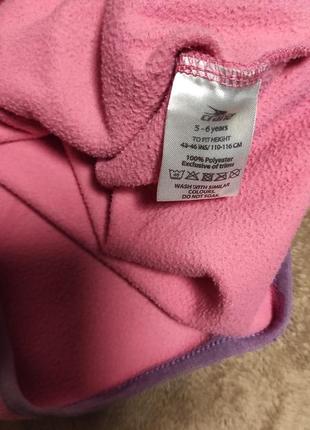 crane
5 - 6 years
TO FIT HEIGHT
43-46 INS/ 110-116 CM
100% Polyester
Exclusive of trims
40
WASH WITH SIMILAR
COLOURS.
DO NOT SOAK